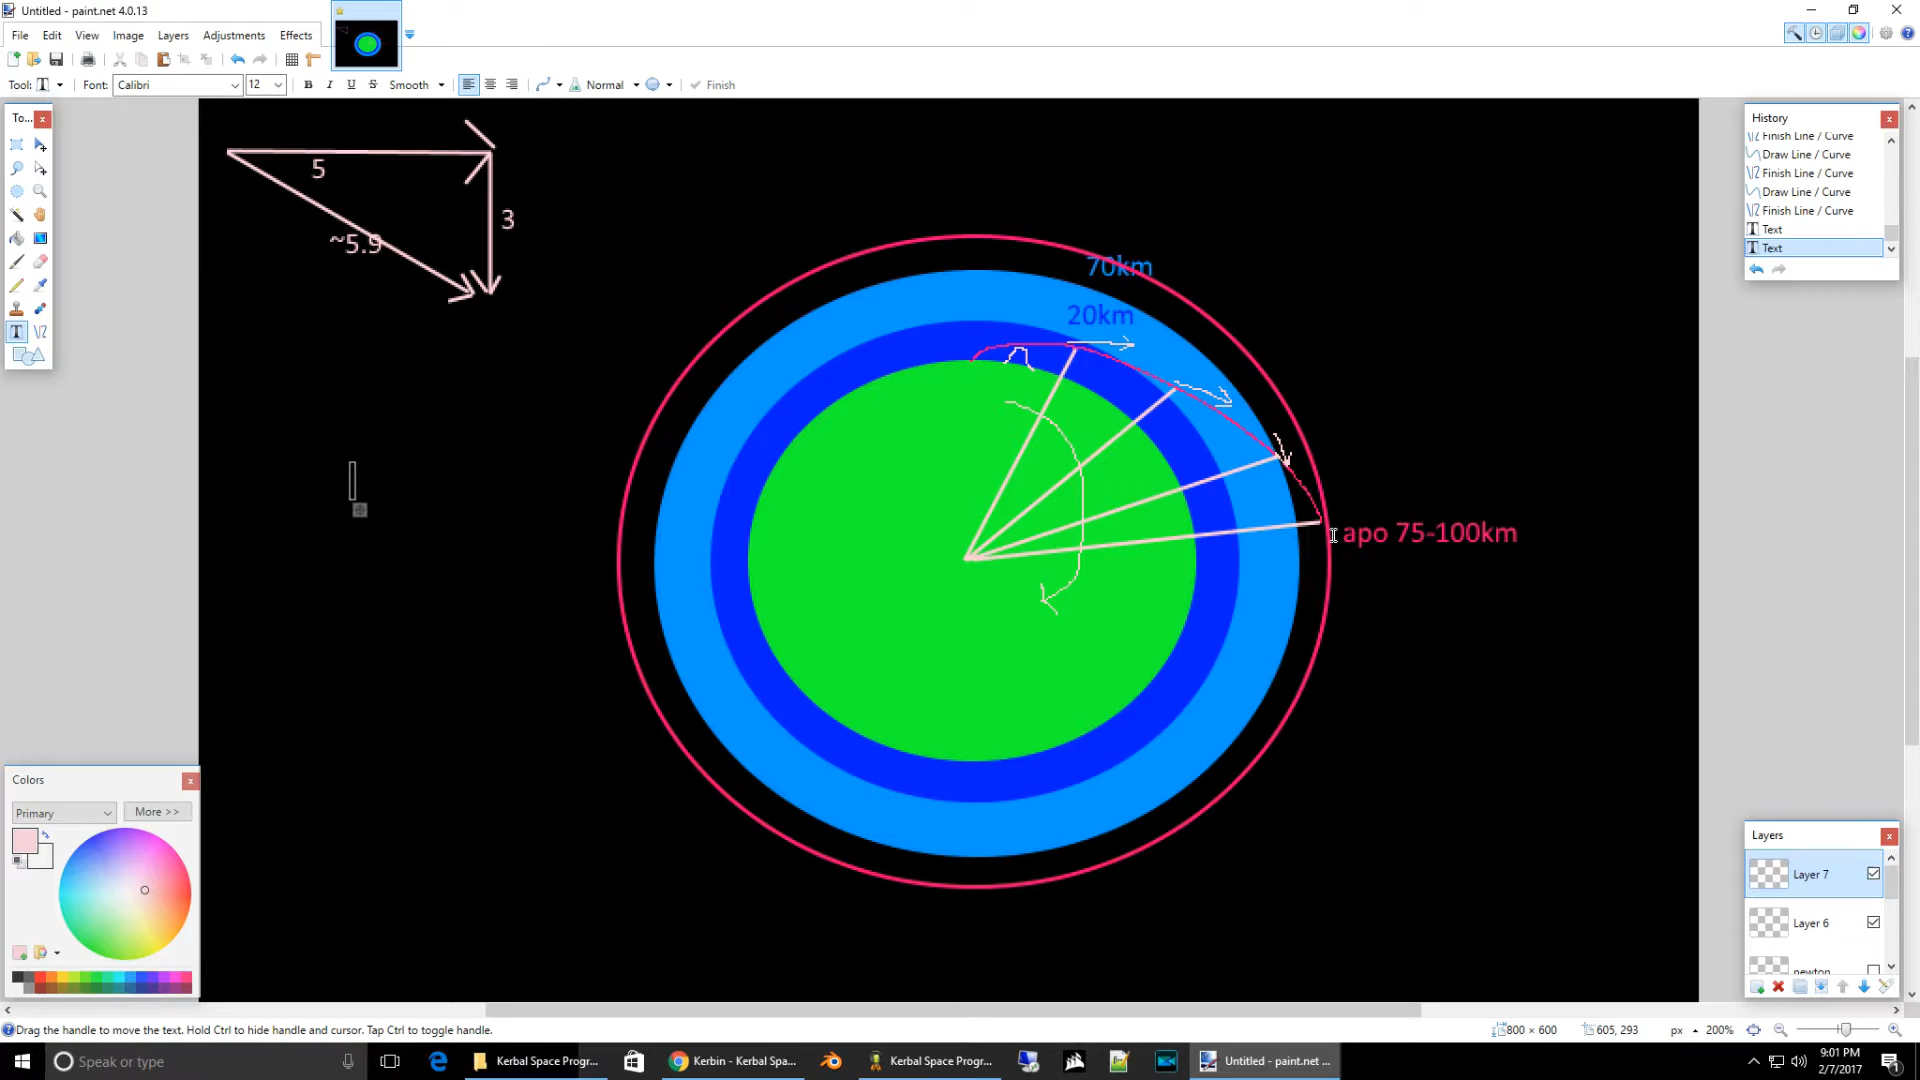 Untitled - paint.net 4.0.13
File Edit View Image Layers Adjustments Effects
Tool: T Font: Calibri 12 B I U S Smooth Normal Finish
To...
History
Finish Line / Curve
Draw Line / Curve
Finish Line / Curve
Draw Line / Curve
Finish Line / Curve
Text
Text
5
3
~5.9
70km
20km
apo 75-100km
Colors
Primary
More >>
Layers
Layer 7
Layer 6
newton
Drag the handle to move the text. Hold Ctrl to hide handle and cursor. Tap Ctrl to toggle handle.
800 × 600
605, 293
px
200%
Speak or type
Kerbal Space Progr...
Kerbin - Kerbal Spa...
Kerbal Space Progr...
Untitled - paint.net ...
9:01 PM
2/7/2017